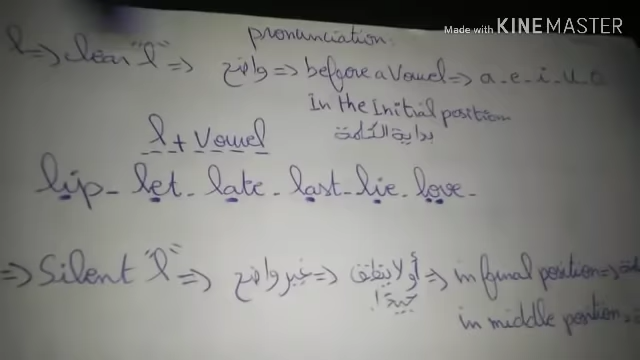 Made with KINEMASTER
pronunciation.
l => clear "l" => واضح => before a Vowel => a - e - i - u - o
In the Initial position
بداية الكلمة
l + Vowel
lip - let - late - last - lie - love -
=> Silent "l" => غير واضح => أو لا ينطق => in final position =>
جيدا!
in middle position